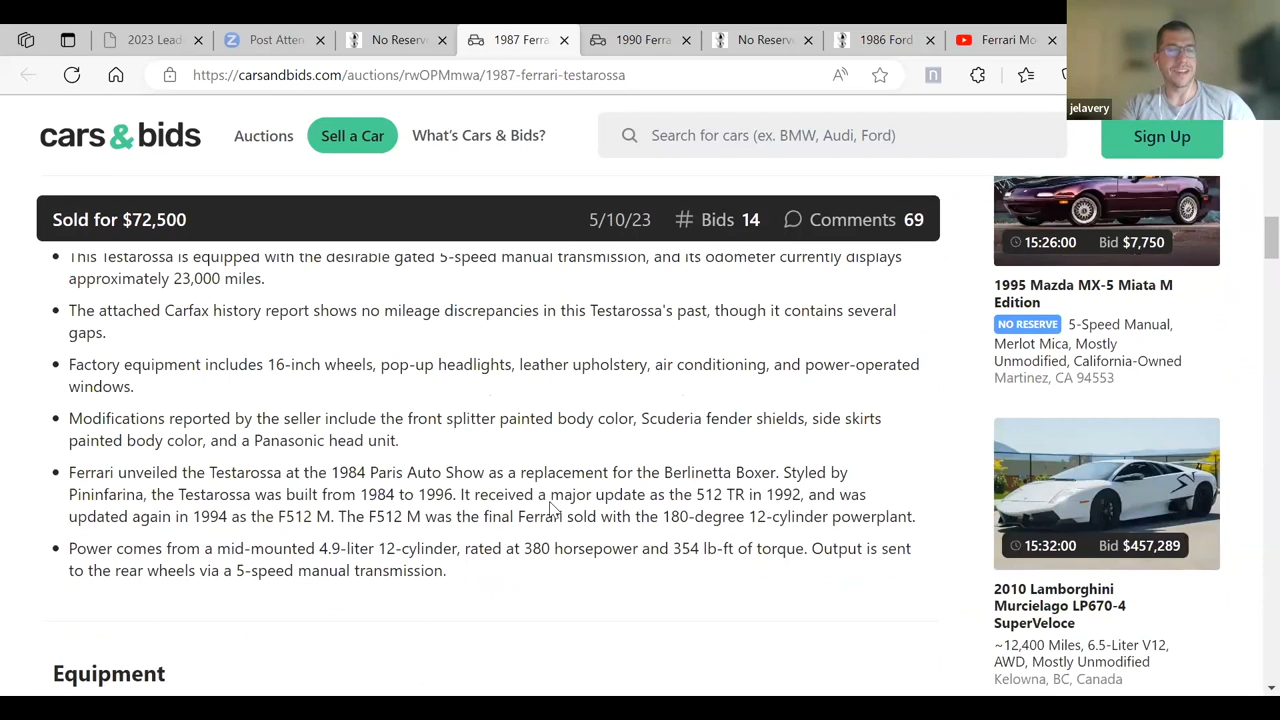 2023 Lead
Post Atten
No Reserv
1987 Ferra
1990 Ferra
No Reserv
1986 Ford
Ferrari Mo
https://carsandbids.com/auctions/rwOPMmwa/1987-ferrari-testarossa
jelavery
cars & bids
Auctions
Sell a Car
What's Cars & Bids?
Search for cars (ex. BMW, Audi, Ford)
Sign Up
Sold for $72,500
5/10/23 # Bids 14 Comments 69
• This Testarossa is equipped with the desirable gated 5-speed manual transmission, and its odometer currently displays
approximately 23,000 miles.
• The attached Carfax history report shows no mileage discrepancies in this Testarossa's past, though it contains several
gaps.
• Factory equipment includes 16-inch wheels, pop-up headlights, leather upholstery, air conditioning, and power-operated
windows.
• Modifications reported by the seller include the front splitter painted body color, Scuderia fender shields, side skirts
painted body color, and a Panasonic head unit.
• Ferrari unveiled the Testarossa at the 1984 Paris Auto Show as a replacement for the Berlinetta Boxer. Styled by
Pininfarina, the Testarossa was built from 1984 to 1996. It received a major update as the 512 TR in 1992, and was
updated again in 1994 as the F512 M. The F512 M was the final Ferrari sold with the 180-degree 12-cylinder powerplant.
• Power comes from a mid-mounted 4.9-liter 12-cylinder, rated at 380 horsepower and 354 lb-ft of torque. Output is sent
to the rear wheels via a 5-speed manual transmission.
Equipment
15:26:00 Bid $7,750
1995 Mazda MX-5 Miata M
Edition
NO RESERVE 5-Speed Manual,
Merlot Mica, Mostly
Unmodified, California-Owned
Martinez, CA 94553
15:32:00 Bid $457,289
2010 Lamborghini
Murcielago LP670-4
SuperVeloce
~12,400 Miles, 6.5-Liter V12,
AWD, Mostly Unmodified
Kelowna, BC, Canada